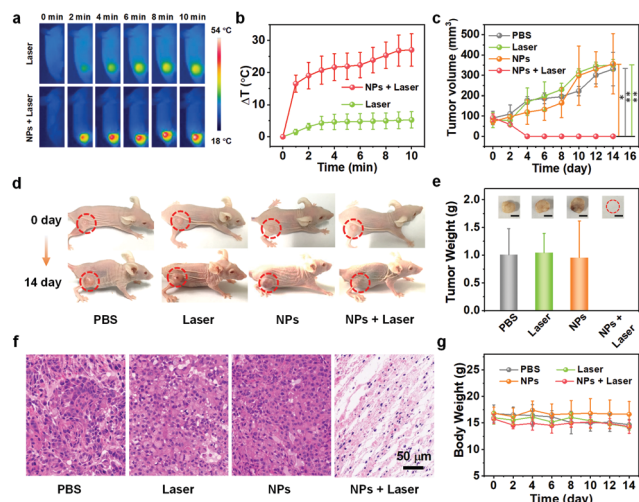 a
0 min 2 min 4 min 6 min 8 min 10 min
Laser
NPs + Laser
54 °C
18 °C
b
ΔT (°C)
30
20
10
0
NPs + Laser
Laser
0 2 4 6 8 10
Time (min)
c
Tumor volume (mm³)
600
500
400
300
200
100
0
PBS
Laser
NPs
NPs + Laser
*
**
**
0 2 4 6 8 10 12 14 16
Time (day)
d
0 day
14 day
PBS Laser NPs NPs + Laser
e
Tumor Weight (g)
2.0
1.5
1.0
0.5
0.0
PBS
Laser
NPs
NPs + Laser
f
50 μm
PBS Laser NPs NPs + Laser
g
Body Weight (g)
25
20
15
10
5
0
PBS Laser
NPs NPs + Laser
0 2 4 6 8 10 12 14
Time (day)